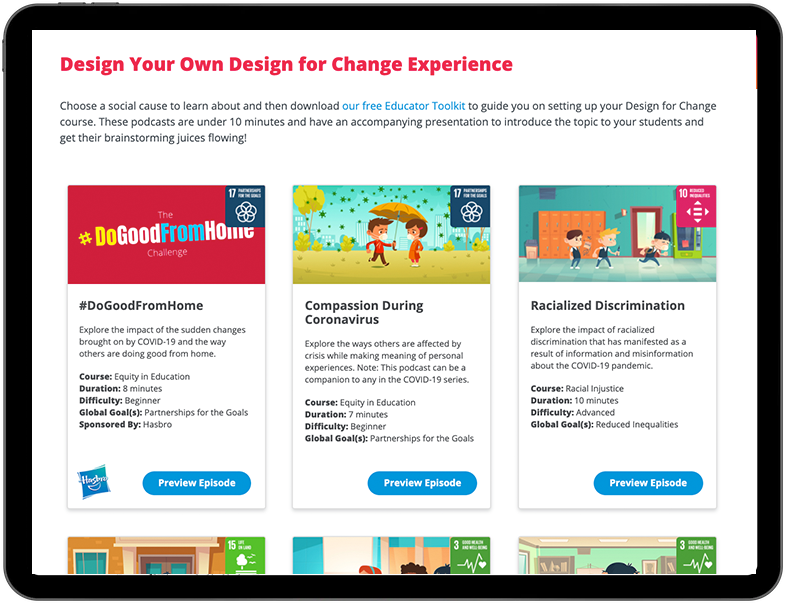 Design Your Own Design for Change Experience
Choose a social cause to learn about and then download our free Educator Toolkit to guide you on setting up your Design for Change
course. These podcasts are under 10 minutes and have an accompanying presentation to introduce the topic to your students and
get their brainstorming juices flowing!
17 PARTNERSHIPS
FOR THE GOALS
The
#DoGoodFromHome
Challenge
#DoGoodFromHome
Explore the impact of the sudden changes
brought on by COVID-19 and the way
others are doing good from home.
Course: Equity in Education
Duration: 8 minutes
Difficulty: Beginner
Global Goal(s): Partnerships for the Goals
Sponsored By: Hasbro
Hasbro
Preview Episode
17 PARTNERSHIPS
FOR THE GOALS
Compassion During
Coronavirus
Explore the ways others are affected by
crisis while making meaning of personal
experiences. Note: This podcast can be a
companion to any in the COVID-19 series.
Course: Equity in Education
Duration: 7 minutes
Difficulty: Beginner
Global Goal(s): Partnerships for the Goals
Preview Episode
10 REDUCED
INEQUALITIES
Racialized Discrimination
Explore the impact of racialized
discrimination that has manifested as a
result of information and misinformation
about the COVID-19 pandemic.
Course: Racial Injustice
Duration: 10 minutes
Difficulty: Advanced
Global Goal(s): Reduced Inequalities
Preview Episode
15 LIFE
ON LAND
3 GOOD HEALTH
AND WELL-BEING
3 GOOD HEALTH
AND WELL-BEING